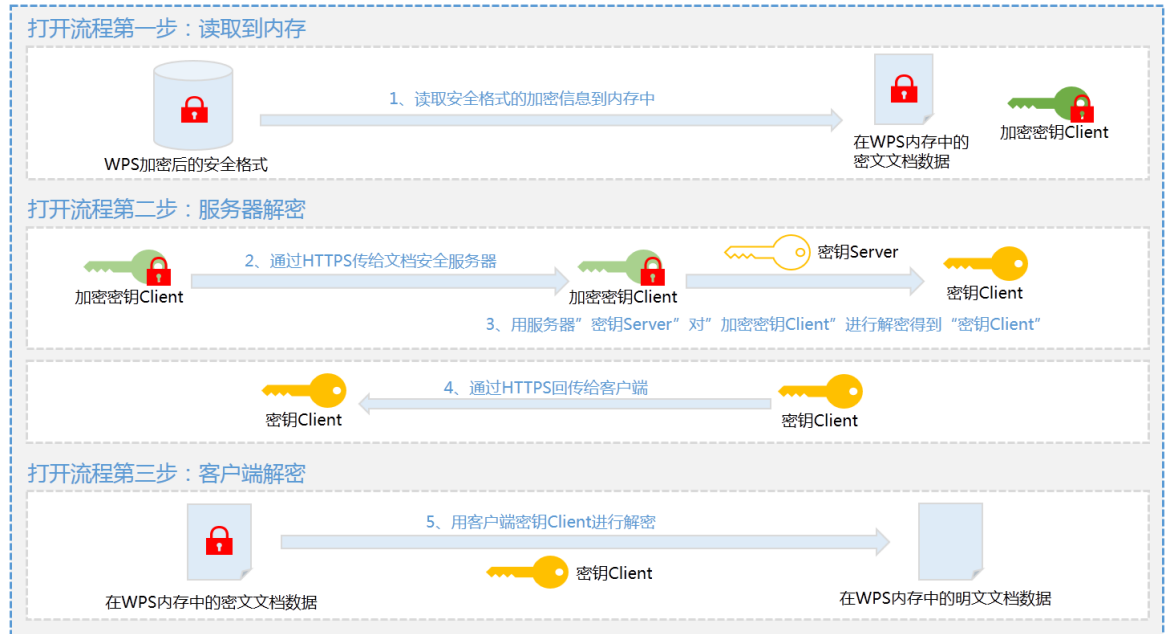 打开流程第一步：读取到内存
1、读取安全格式的加密信息到内存中
WPS加密后的安全格式
在WPS内存中的
密文文档数据
加密密钥Client
打开流程第二步：服务器解密
2、通过HTTPS传给文档安全服务器
密钥Server
加密密钥Client
加密密钥Client
密钥Client
3、用服务器”密钥Server”对”加密密钥Client”进行解密得到“密钥Client”
4、通过HTTPS回传给客户端
密钥Client
密钥Client
打开流程第三步：客户端解密
5、用客户端密钥Client进行解密
密钥Client
在WPS内存中的密文文档数据
在WPS内存中的明文文档数据